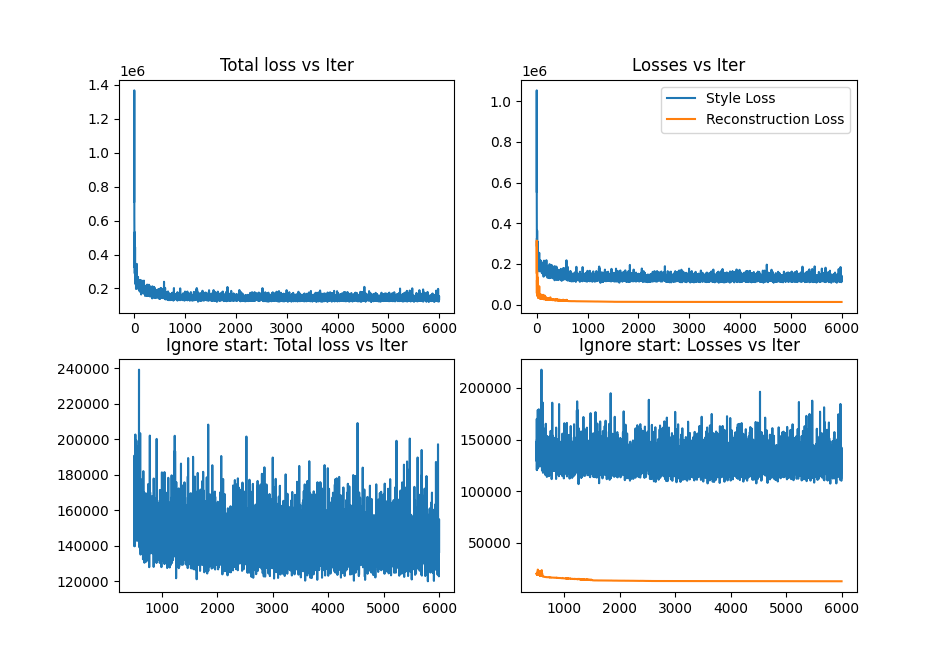 Total loss vs Iter
1e6
1.4
1.2
1.0
0.8
0.6
0.4
0.2
0 1000 2000 3000 4000 5000 6000
Losses vs Iter
1e6
Style Loss
Reconstruction Loss
1.0
0.8
0.6
0.4
0.2
0.0
0 1000 2000 3000 4000 5000 6000
Ignore start: Total loss vs Iter
240000
220000
200000
180000
160000
140000
120000
1000 2000 3000 4000 5000 6000
Ignore start: Losses vs Iter
200000
150000
100000
50000
1000 2000 3000 4000 5000 6000